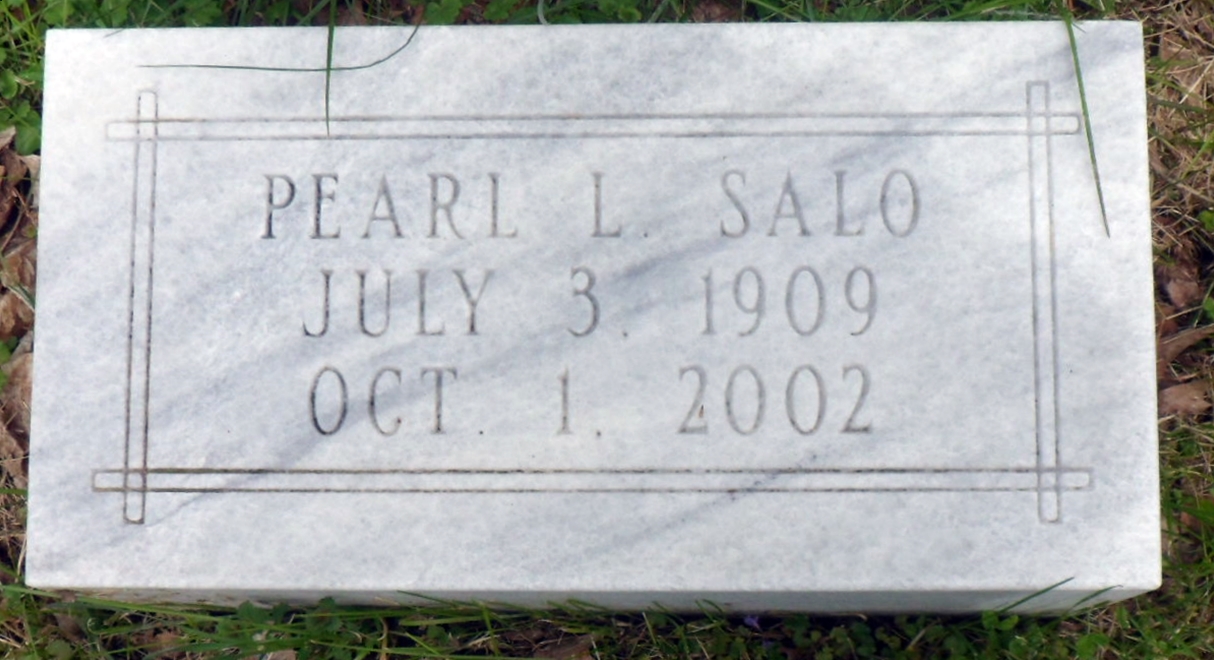 PEARL L. SALO
JULY 3, 1909
OCT. 1, 2002